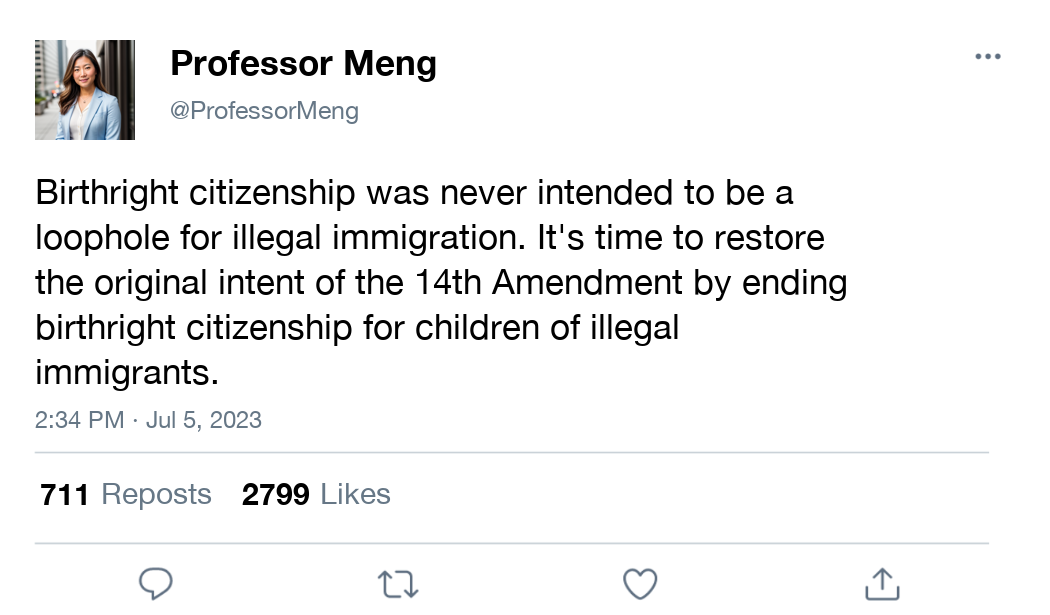 Professor Meng
@ProfessorMeng
Birthright citizenship was never intended to be a
loophole for illegal immigration. It's time to restore
the original intent of the 14th Amendment by ending
birthright citizenship for children of illegal
immigrants.
2:34 PM · Jul 5, 2023
711 Reposts 2799 Likes